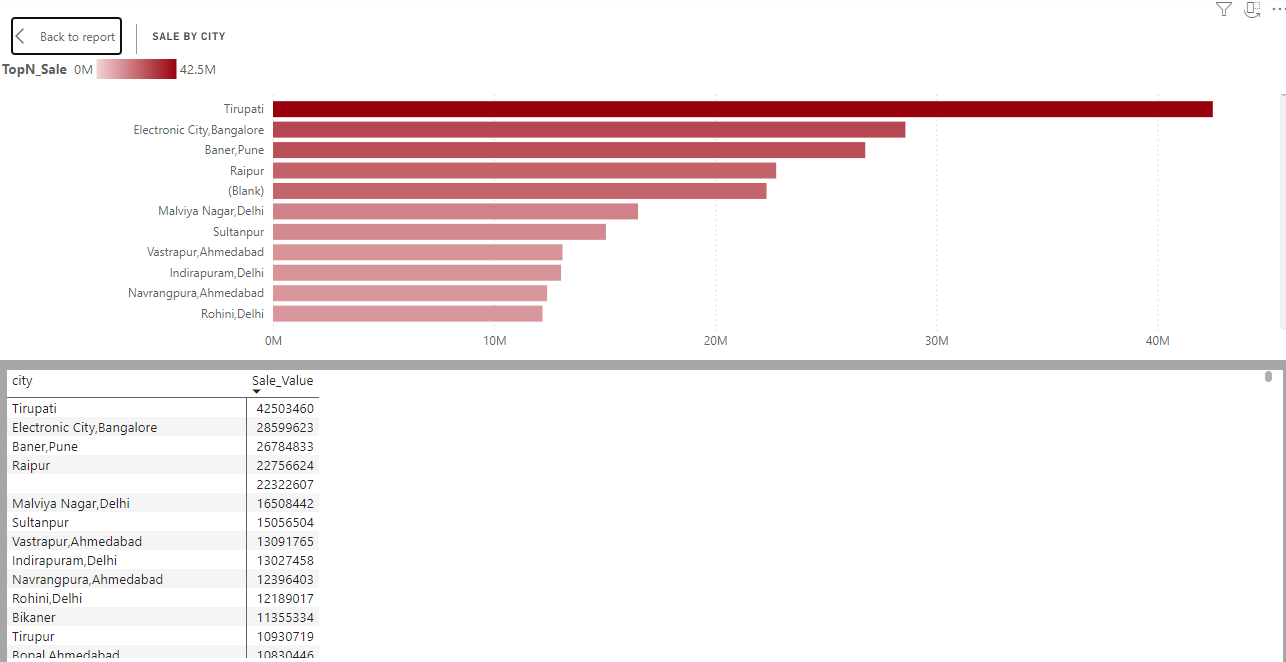 Back to report
SALE BY CITY
TopN_Sale 0M 42.5M
Tirupati
Electronic City,Bangalore
Baner,Pune
Raipur
(Blank)
Malviya Nagar,Delhi
Sultanpur
Vastrapur,Ahmedabad
Indirapuram,Delhi
Navrangpura,Ahmedabad
Rohini,Delhi
0M 10M 20M 30M 40M
city Sale_Value
Tirupati 42503460
Electronic City,Bangalore 28599623
Baner,Pune 26784833
Raipur 22756624
22322607
Malviya Nagar,Delhi 16508442
Sultanpur 15056504
Vastrapur,Ahmedabad 13091765
Indirapuram,Delhi 13027458
Navrangpura,Ahmedabad 12396403
Rohini,Delhi 12189017
Bikaner 11355334
Tirupur 10930719
Bopal,Ahmedabad 10830446